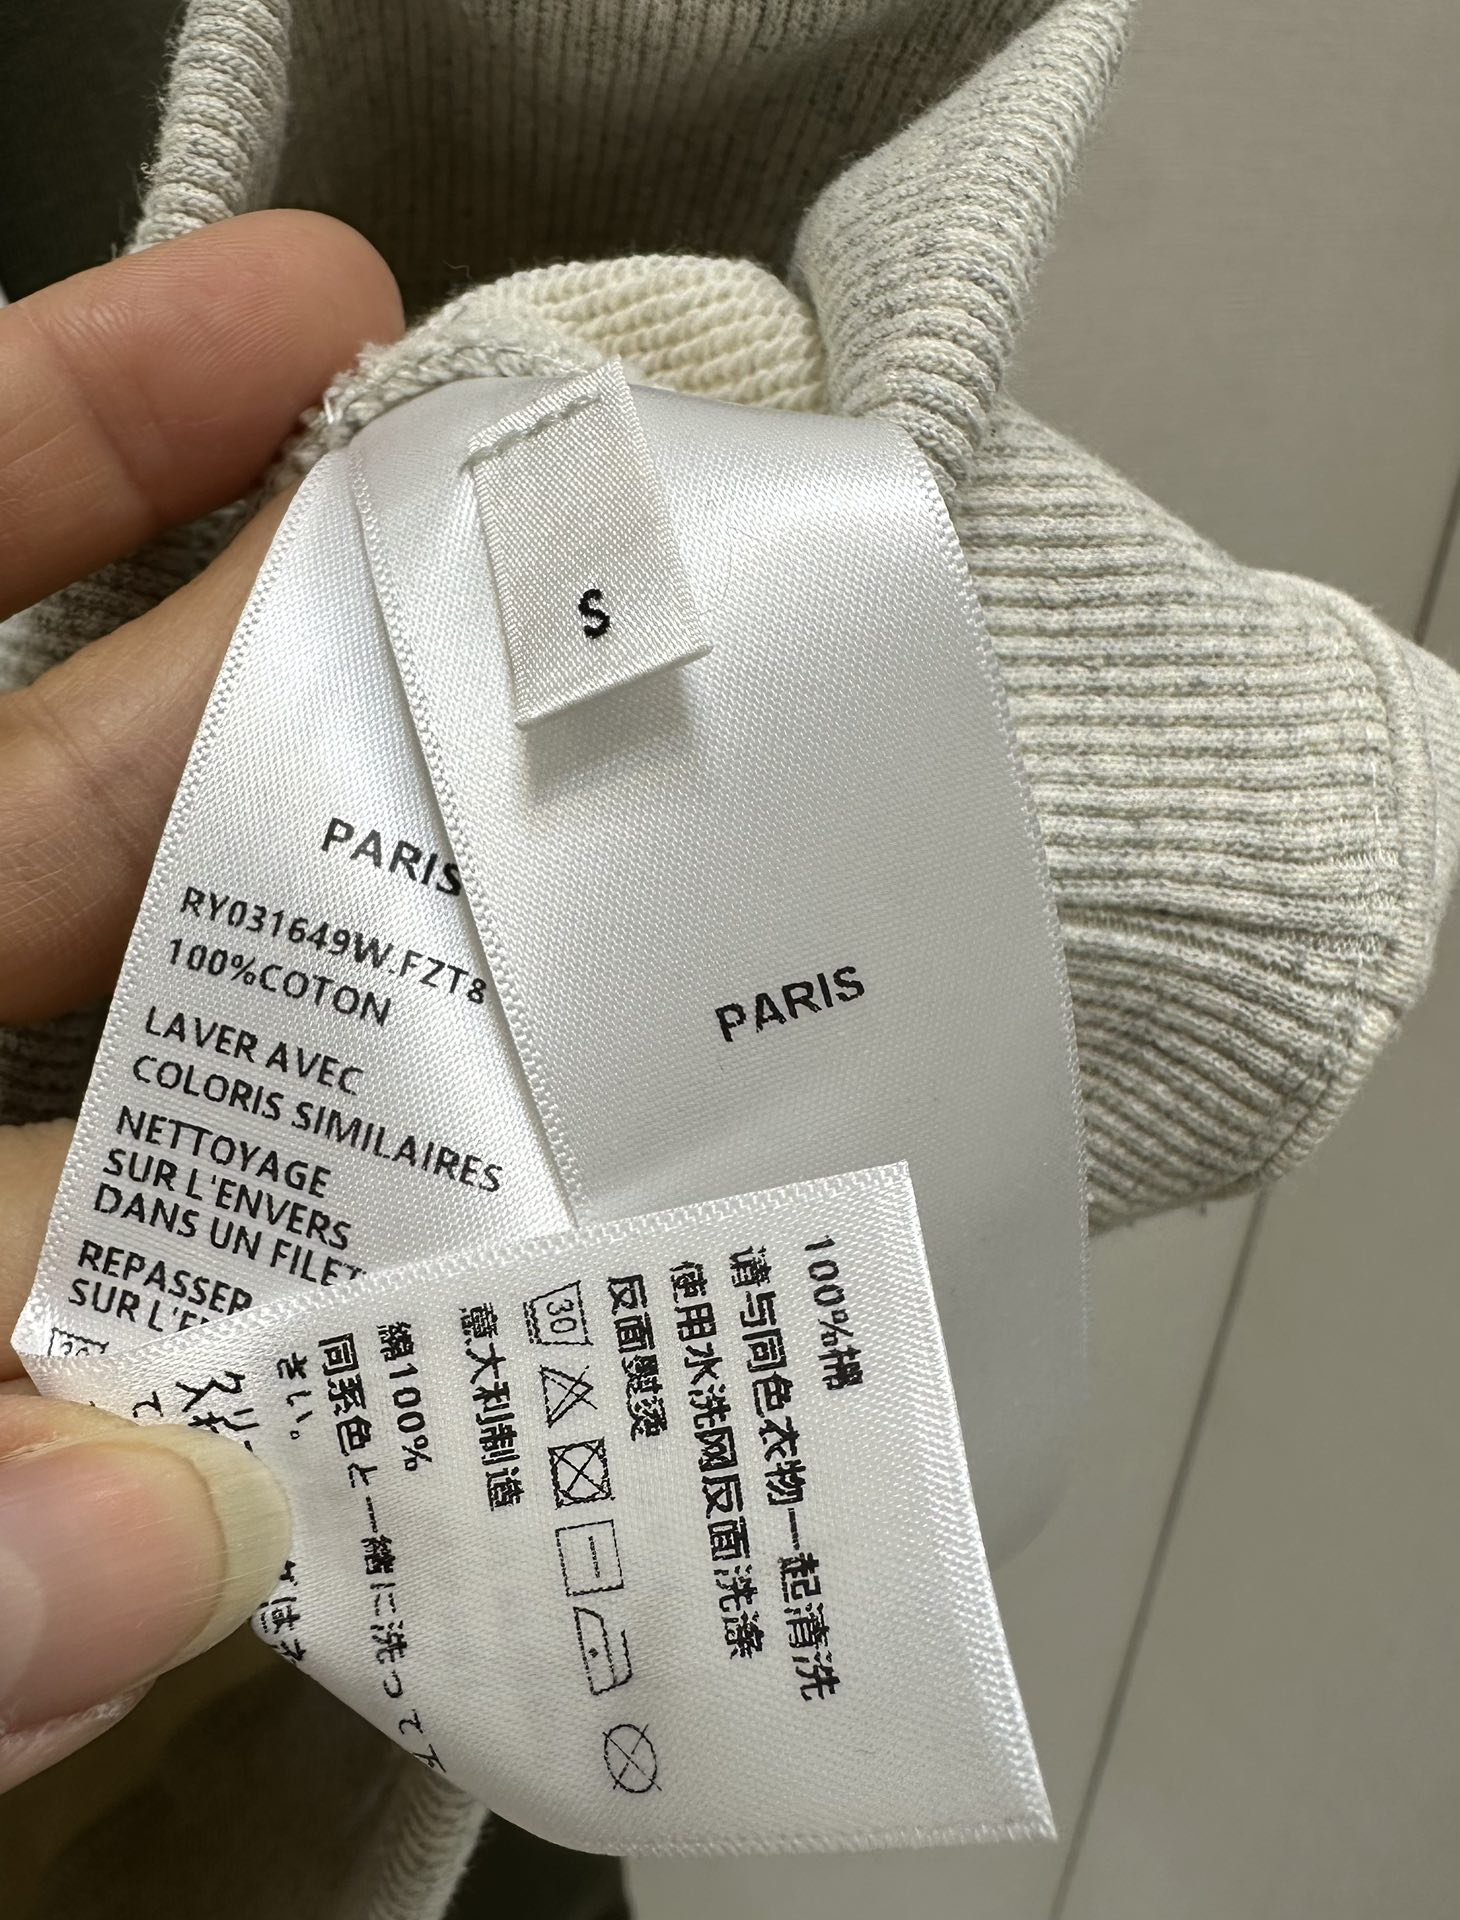 S
PARIS
RY031649W.FZT8
100%COTON
LAVER AVEC
COLORIS SIMILAIRES
NETTOYAGE
SUR L'ENVERS
DANS UN FILET
REPASSER
SUR L'E
PARIS
100%棉
请与同色衣物一起清洗
使用水洗网反面洗涤
反面熨烫
30
意大利制造
綿100%
同系色と一緒に洗って
さい。